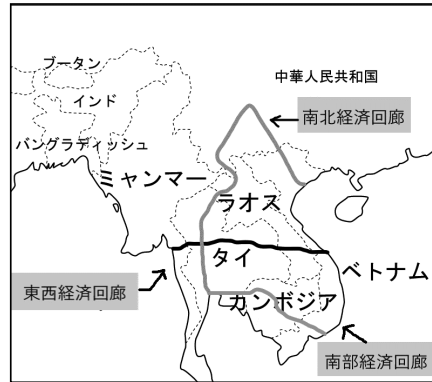 ブータン
中華人民共和国
インド
南北経済回廊
バングラディッシュ
ャンマー
ラオス
タイ
ベトナム
東西経済回廊
カンボジア
南部経済回廊